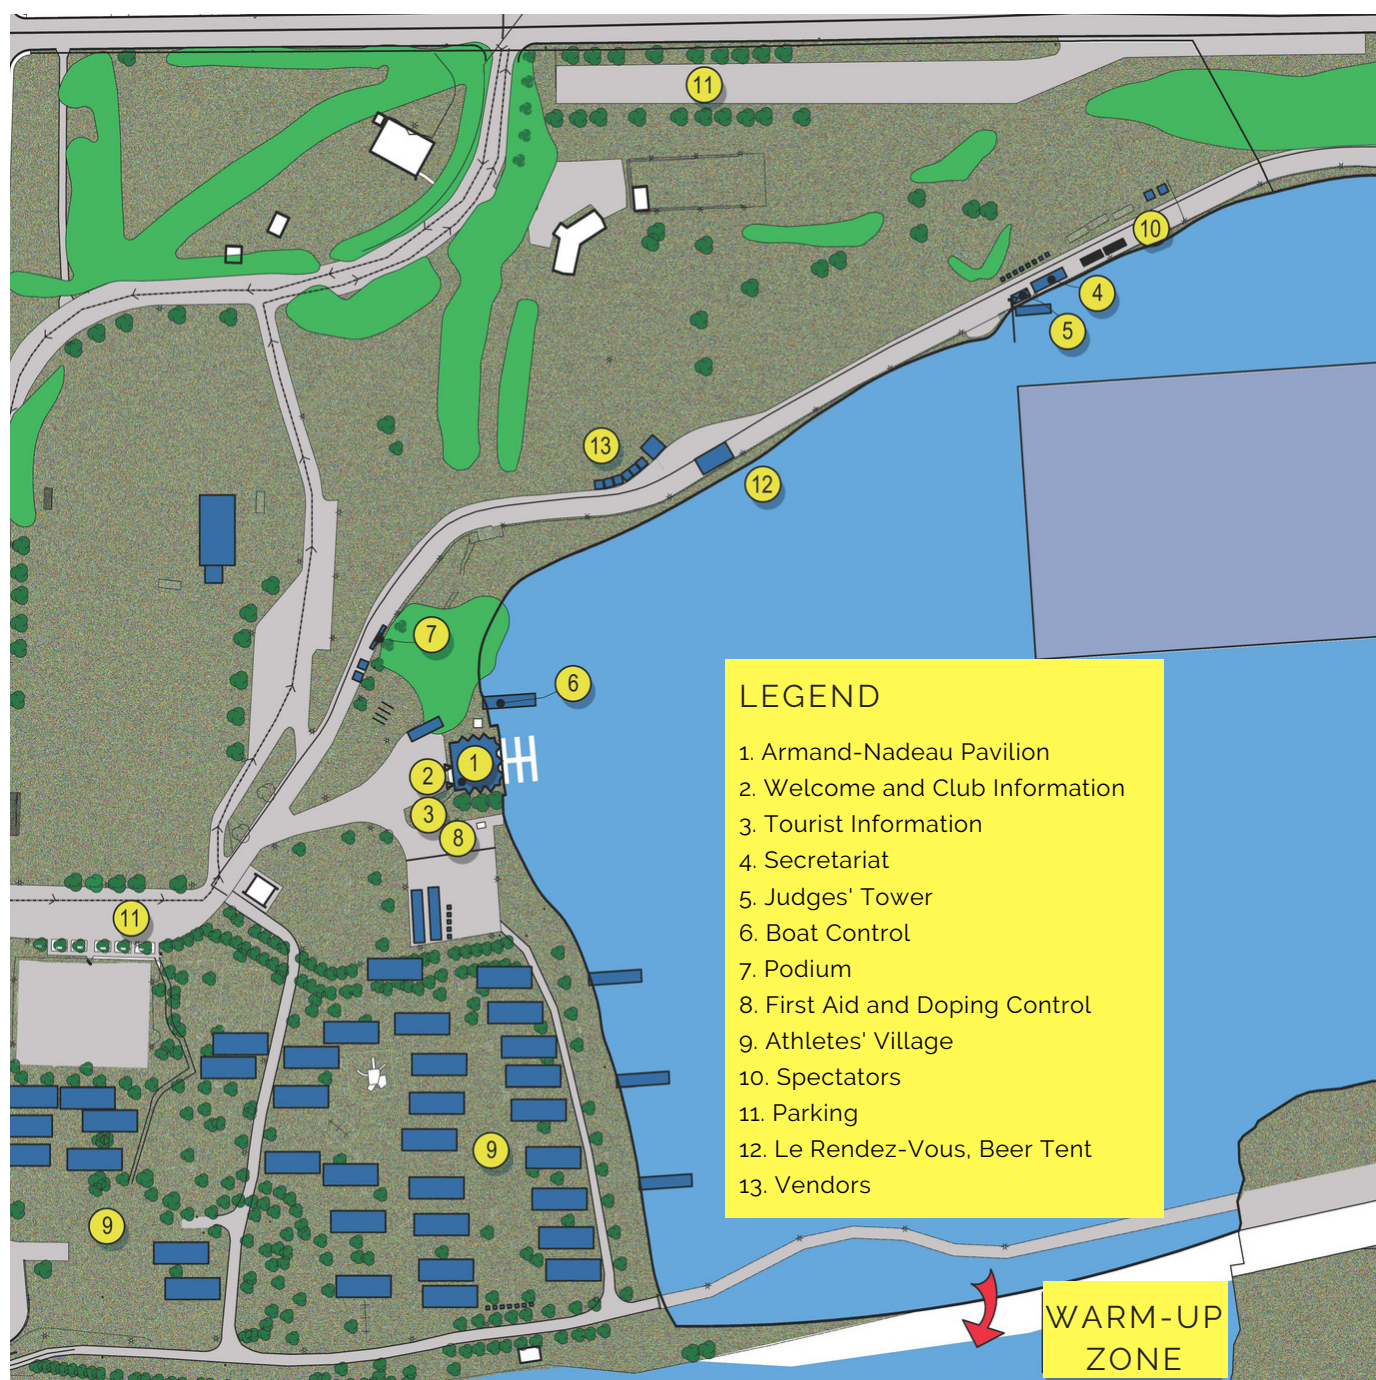 11
10
4
5
13
12
7
6
1
2
3
8
11
9
9
LEGEND
1. Armand-Nadeau Pavilion
2. Welcome and Club Information
3. Tourist Information
4. Secretariat
5. Judges' Tower
6. Boat Control
7. Podium
8. First Aid and Doping Control
9. Athletes' Village
10. Spectators
11. Parking
12. Le Rendez-Vous, Beer Tent
13. Vendors
WARM-UP
ZONE